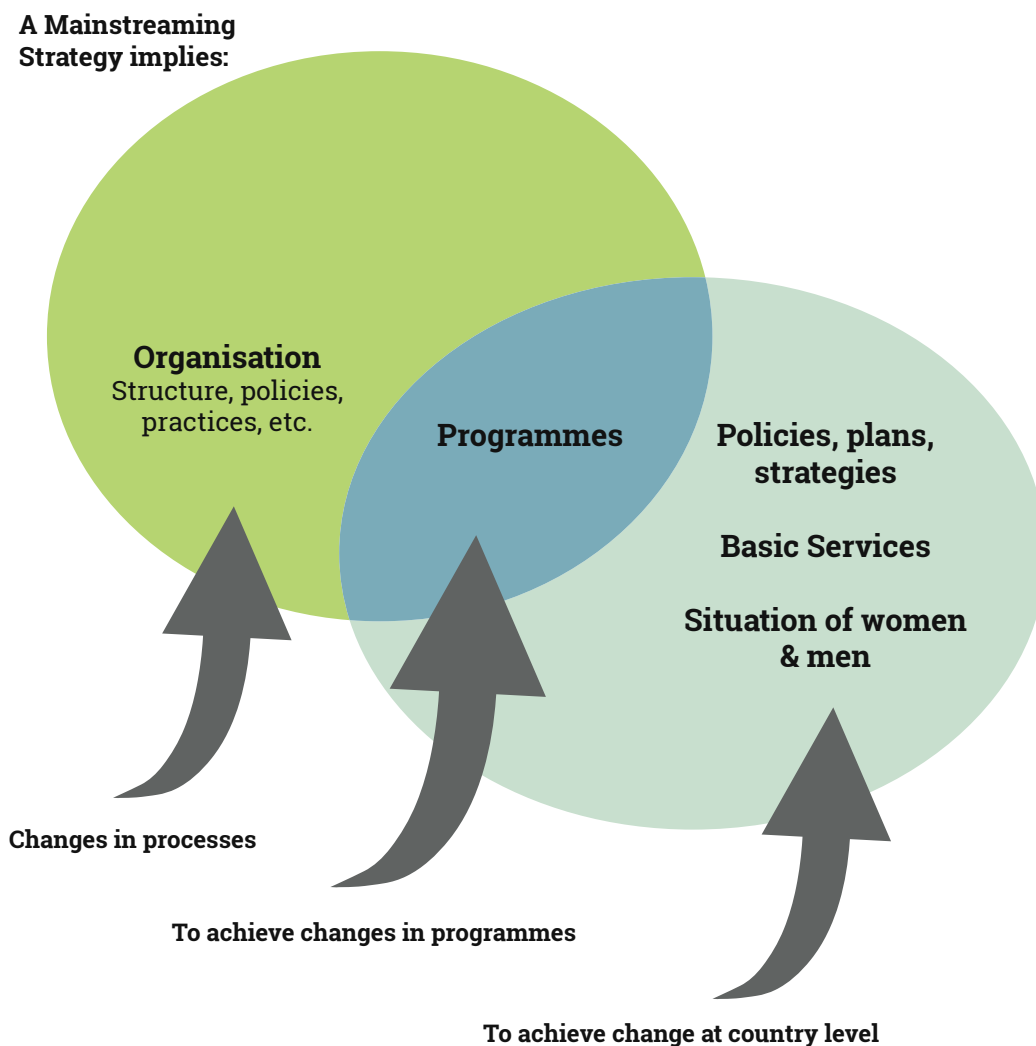 A Mainstreaming
Strategy implies:
Organisation
Structure, policies,
practices, etc.
Programmes
Policies, plans,
strategies
Basic Services
Situation of women
& men
Changes in processes
To achieve changes in programmes
To achieve change at country level